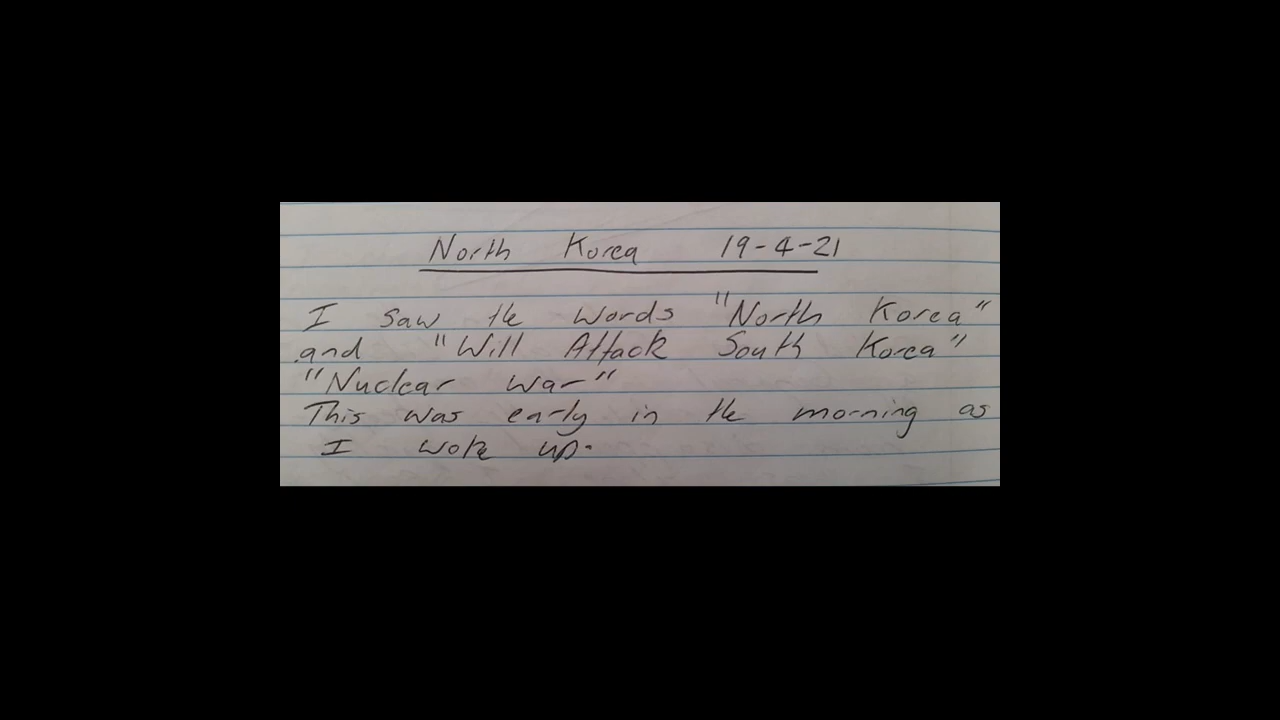 North Korea 19-4-21
I saw the words "North Korea"
and "Will Attack South Korea"
"Nuclear war"
This was early in the morning as
I woke up.